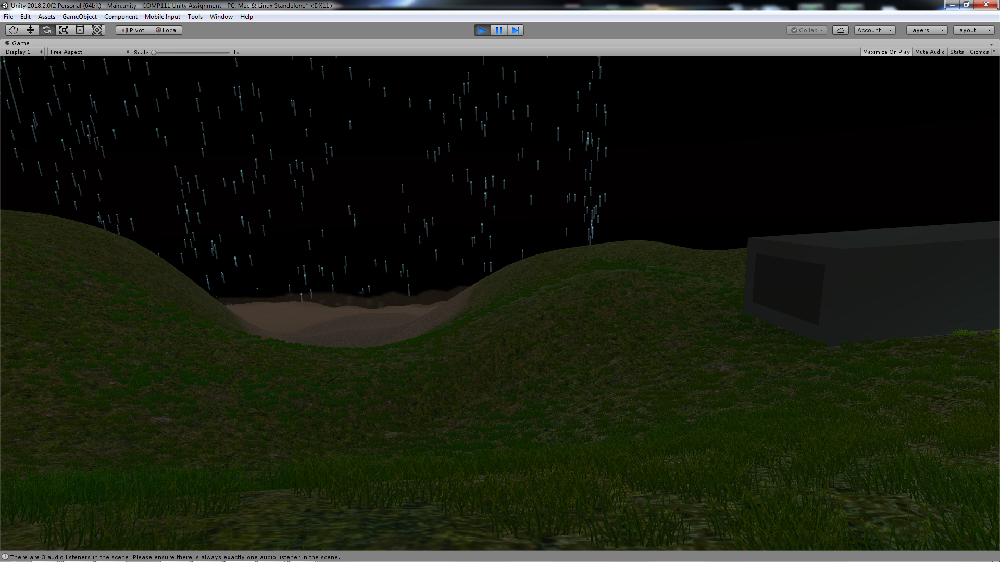 Unity 2018.2.0f2 Personal (64bit) - Main.unity - COMP111 Unity Assignment - PC, Mac & Linux Standalone* <DX11>
File Edit Assets GameObject Component Mobile Input Tools Window Help
Pivot Local Collab Account Layers Layout
Game
Display 1 Free Aspect Scale 1x Maximize On Play Mute Audio Stats Gizmos
There are 3 audio listeners in the scene. Please ensure there is always exactly one audio listener in the scene.